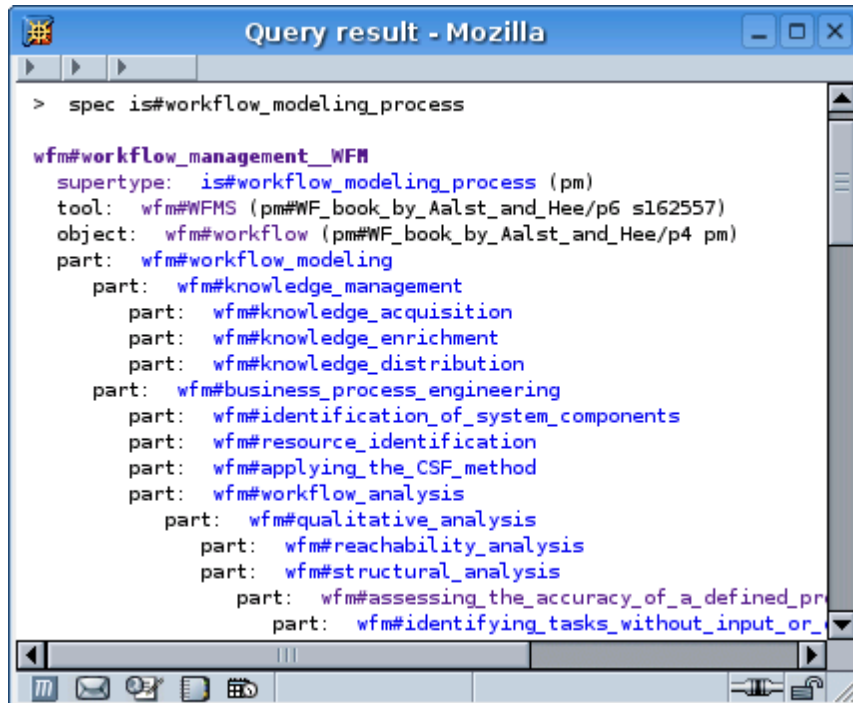 Query result - Mozilla
> spec is#workflow_modeling_process
wfm#workflow_management__WFM
supertype: is#workflow_modeling_process (pm)
tool: wfm#WFMS (pm#WF_book_by_Aalst_and_Hee/p6 s162557)
object: wfm#workflow (pm#WF_book_by_Aalst_and_Hee/p4 pm)
part: wfm#workflow_modeling
part: wfm#knowledge_management
part: wfm#knowledge_acquisition
part: wfm#knowledge_enrichment
part: wfm#knowledge_distribution
part: wfm#business_process_engineering
part: wfm#identification_of_system_components
part: wfm#resource_identification
part: wfm#applying_the_CSF_method
part: wfm#workflow_analysis
part: wfm#qualitative_analysis
part: wfm#reachability_analysis
part: wfm#structural_analysis
part: wfm#assessing_the_accuracy_of_a_defined_pr
part: wfm#identifying_tasks_without_input_or_